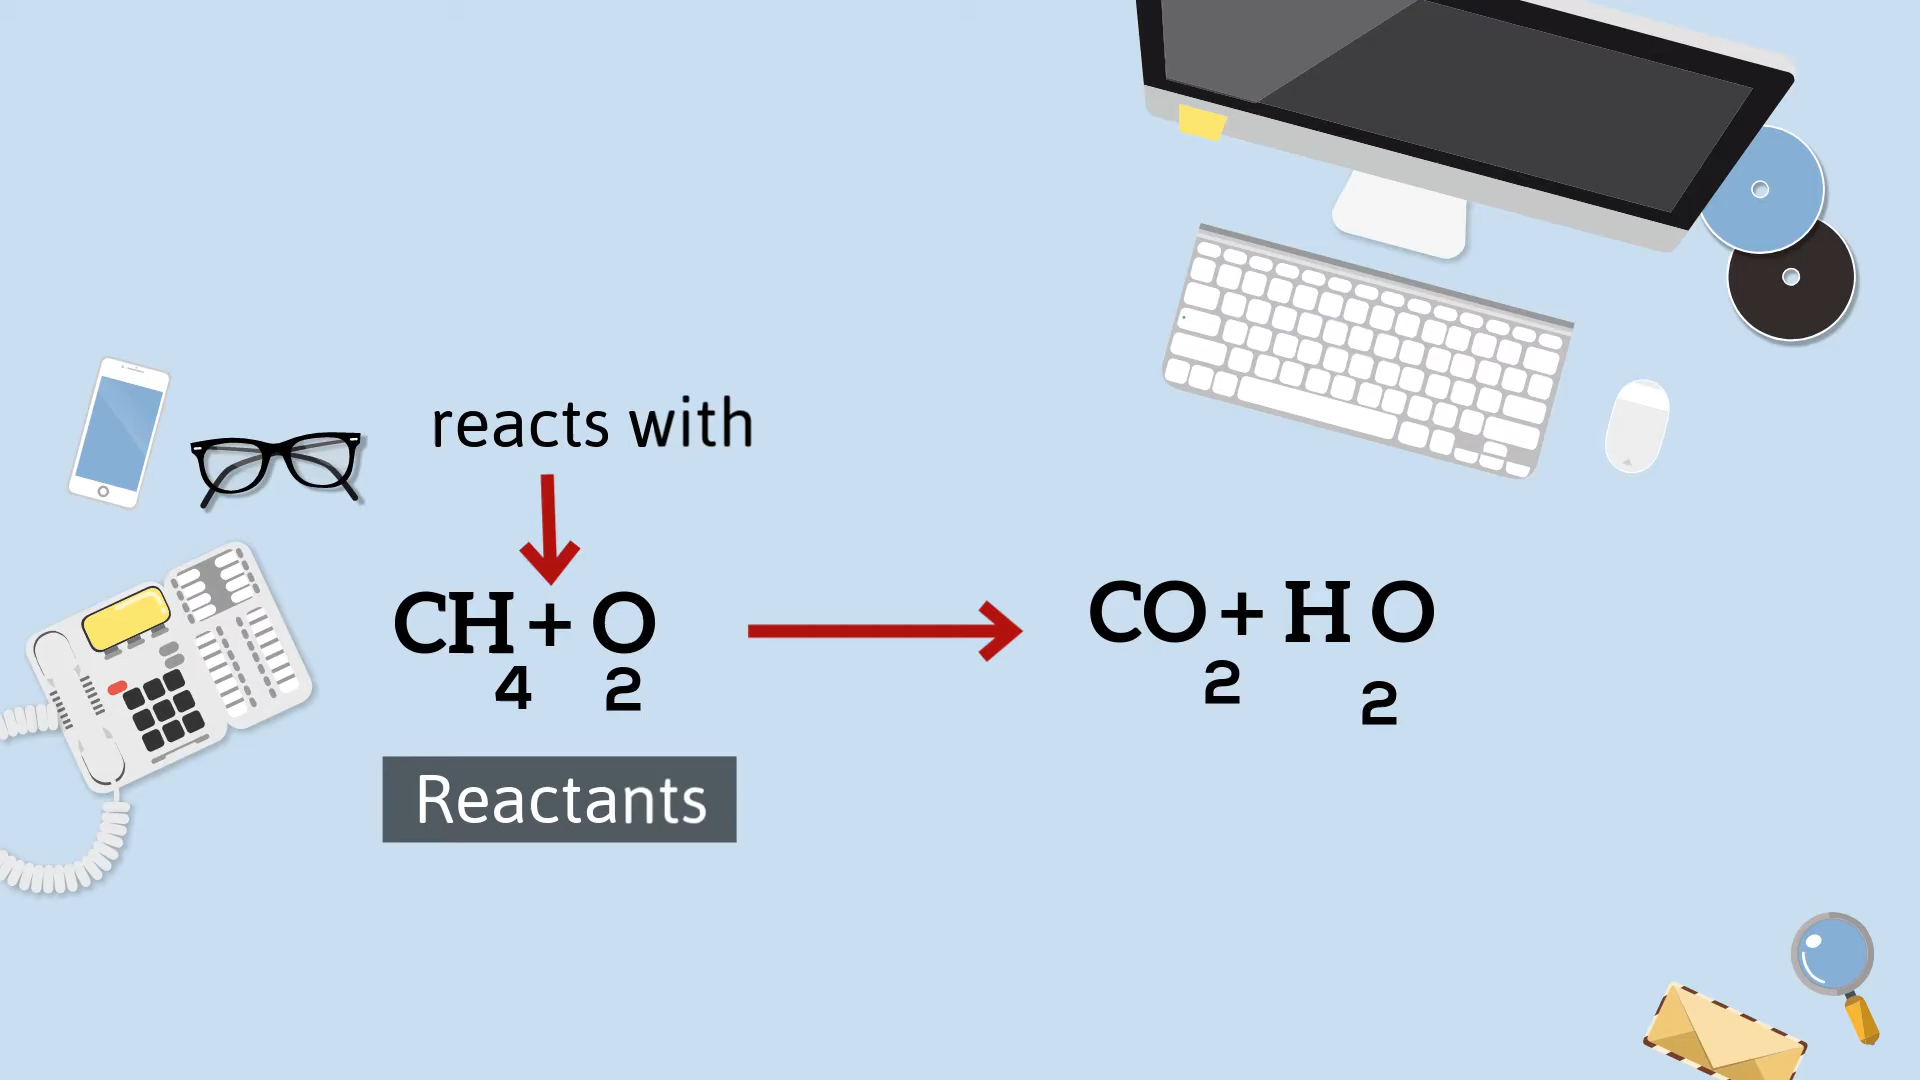 reacts with
CH₄ + O₂ → CO₂ + H₂O
Reactants